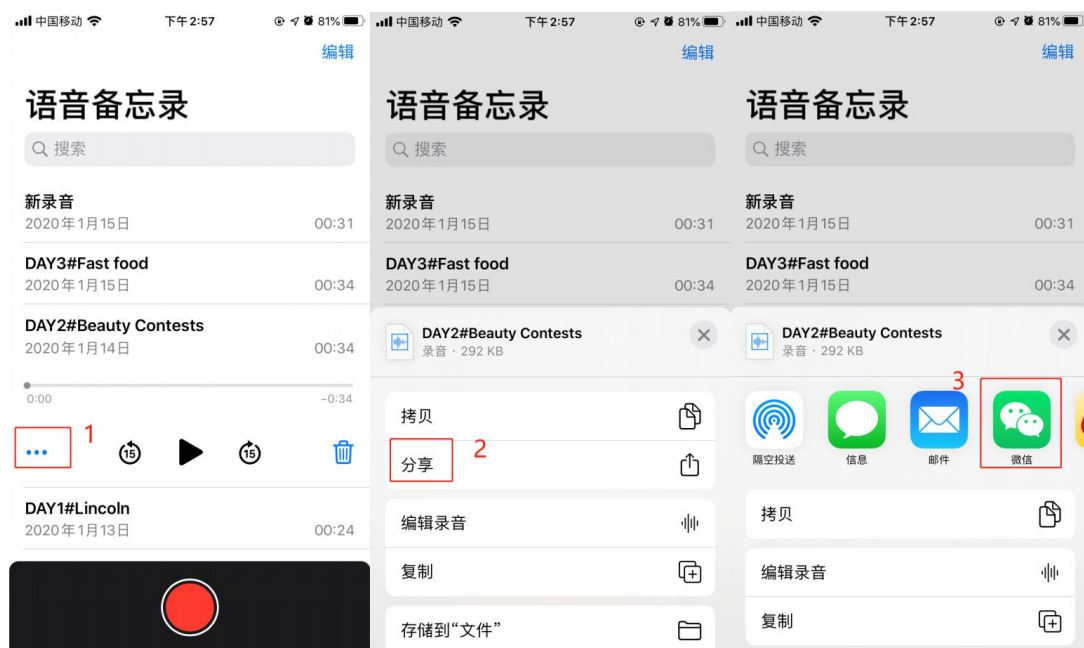 中国移动 下午2:57 81%
编辑
语音备忘录
搜索
新录音
2020年1月15日 00:31
DAY3#Fast food
2020年1月15日 00:34
DAY2#Beauty Contests
2020年1月14日 00:34
0:00 -0:34
1
15 15
DAY1#Lincoln
2020年1月13日 00:24
中国移动 下午2:57 81%
编辑
语音备忘录
搜索
新录音
2020年1月15日 00:31
DAY3#Fast food
2020年1月15日 00:34
DAY2#Beauty Contests
录音 · 292 KB
拷贝
分享 2
编辑录音
复制
存储到“文件”
中国移动 下午2:57 81%
编辑
语音备忘录
搜索
新录音
2020年1月15日 00:31
DAY3#Fast food
2020年1月15日 00:34
DAY2#Beauty Contests
录音 · 292 KB
3
隔空投送 信息 邮件 微信
拷贝
编辑录音
复制